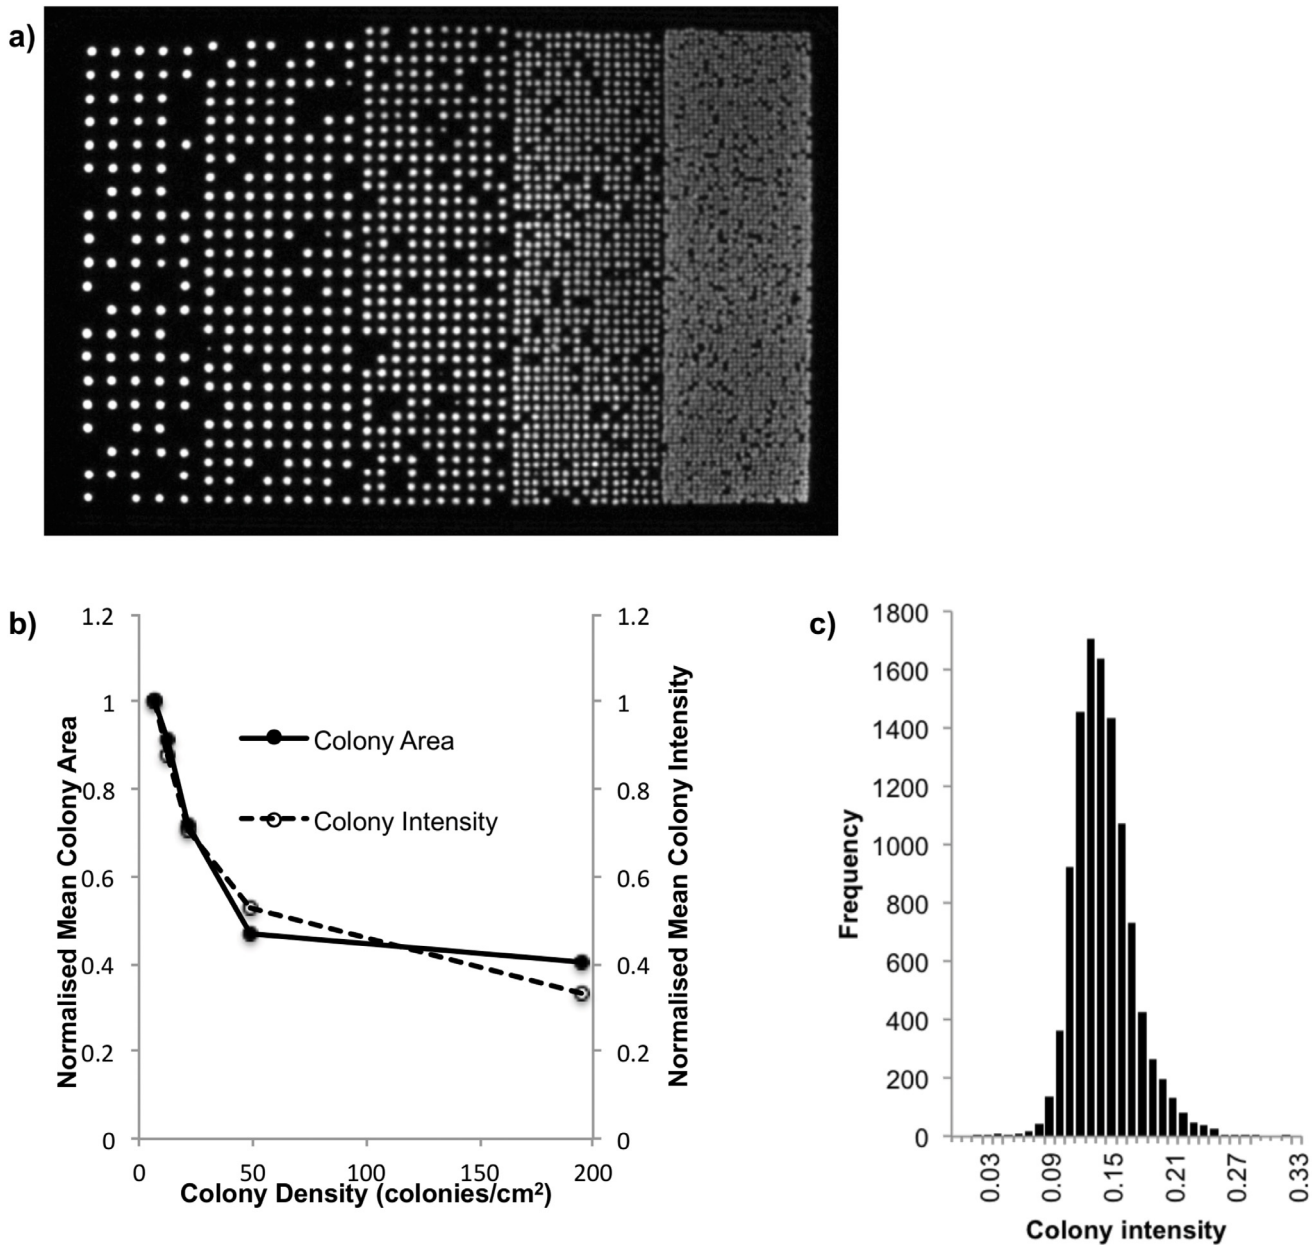 a)
b)
1.2
1
0.8
0.6
0.4
0.2
0
Normalised Mean Colony Area
Colony Area
Colony Intensity
1.2
1
0.8
0.6
0.4
0.2
0
Normalised Mean Colony Intensity
0 50 100 150 200
Colony Density (colonies/cm²)
c)
1800
1600
1400
1200
1000
800
600
400
200
0
Frequency
0.03 0.09 0.15 0.21 0.27 0.33
Colony intensity